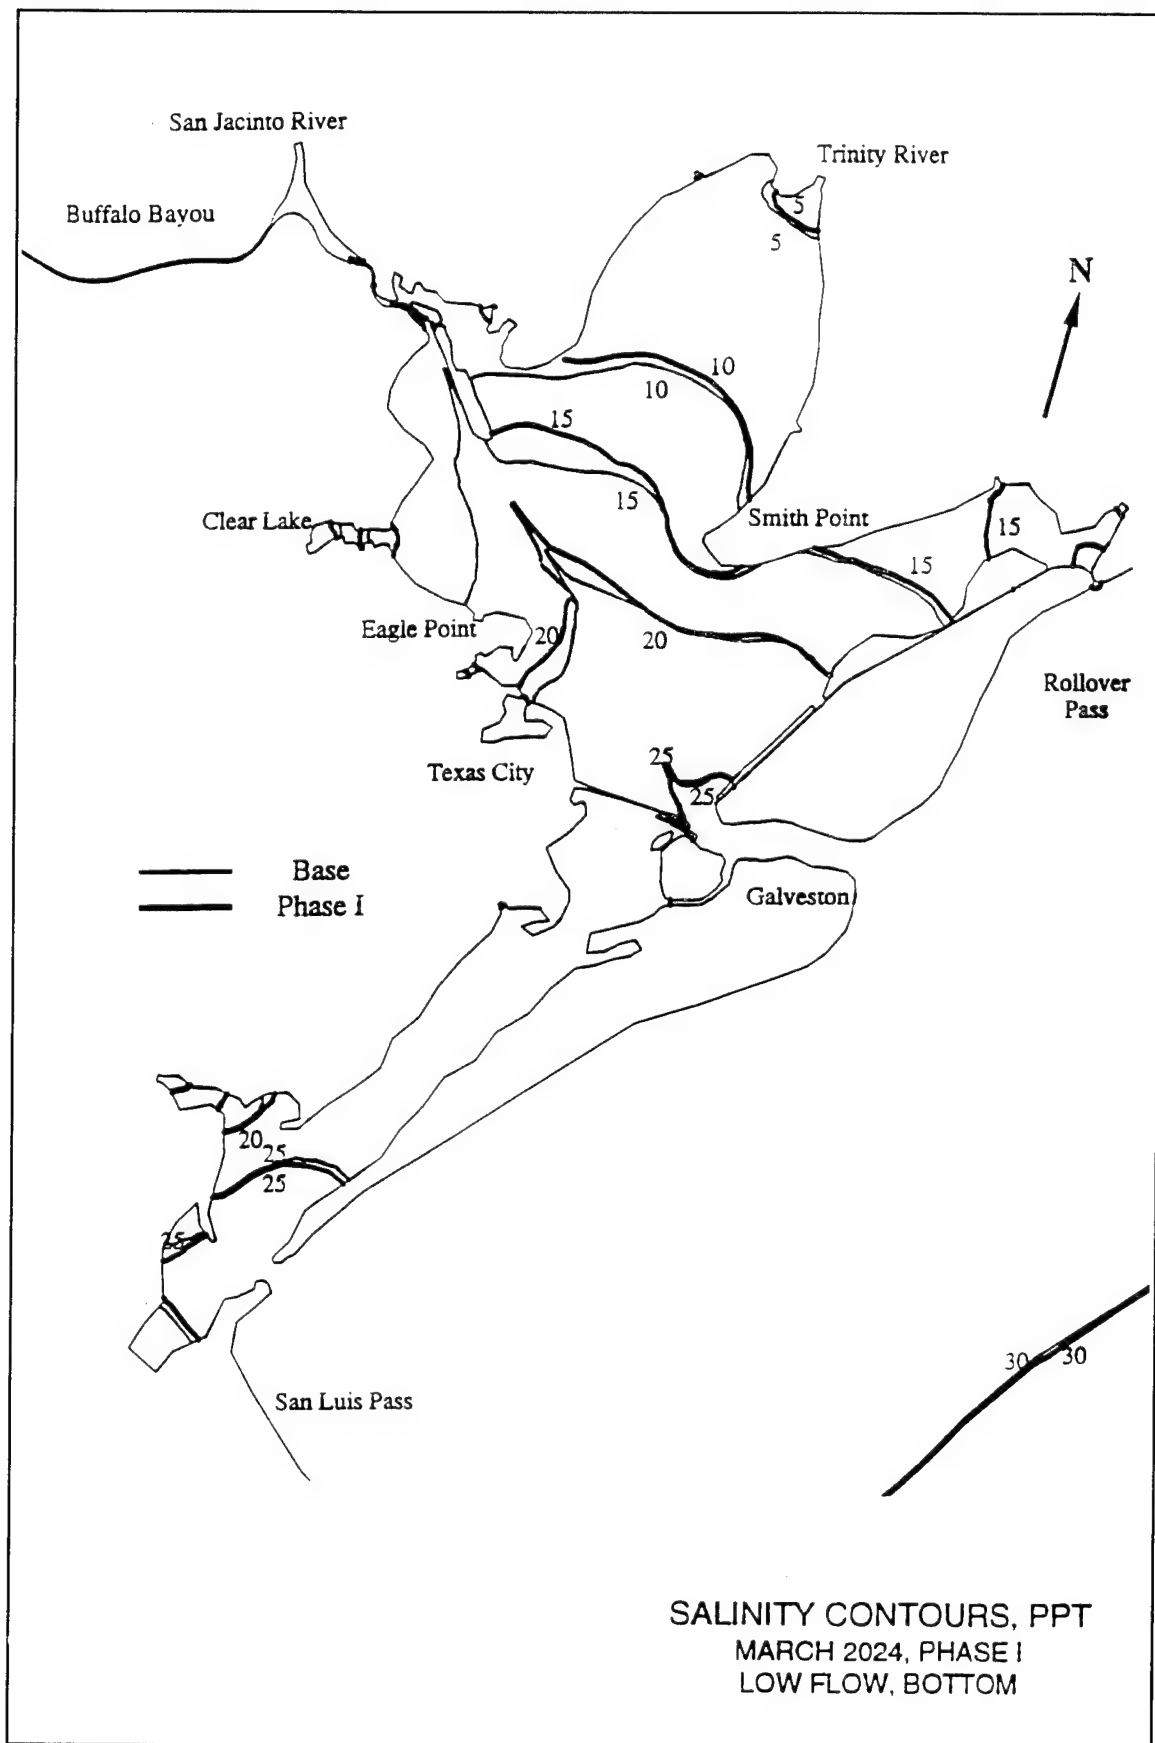 San Jacinto River
Trinity River
Buffalo Bayou
5
5
N
10
10
15
15
Smith Point
15
Clear Lake
15
Eagle Point
20
20
Rollover
Pass
25
Texas City
25
Base
Phase I
Galveston
20
25
25
25
30
30
San Luis Pass
SALINITY CONTOURS, PPT
MARCH 2024, PHASE I
LOW FLOW, BOTTOM